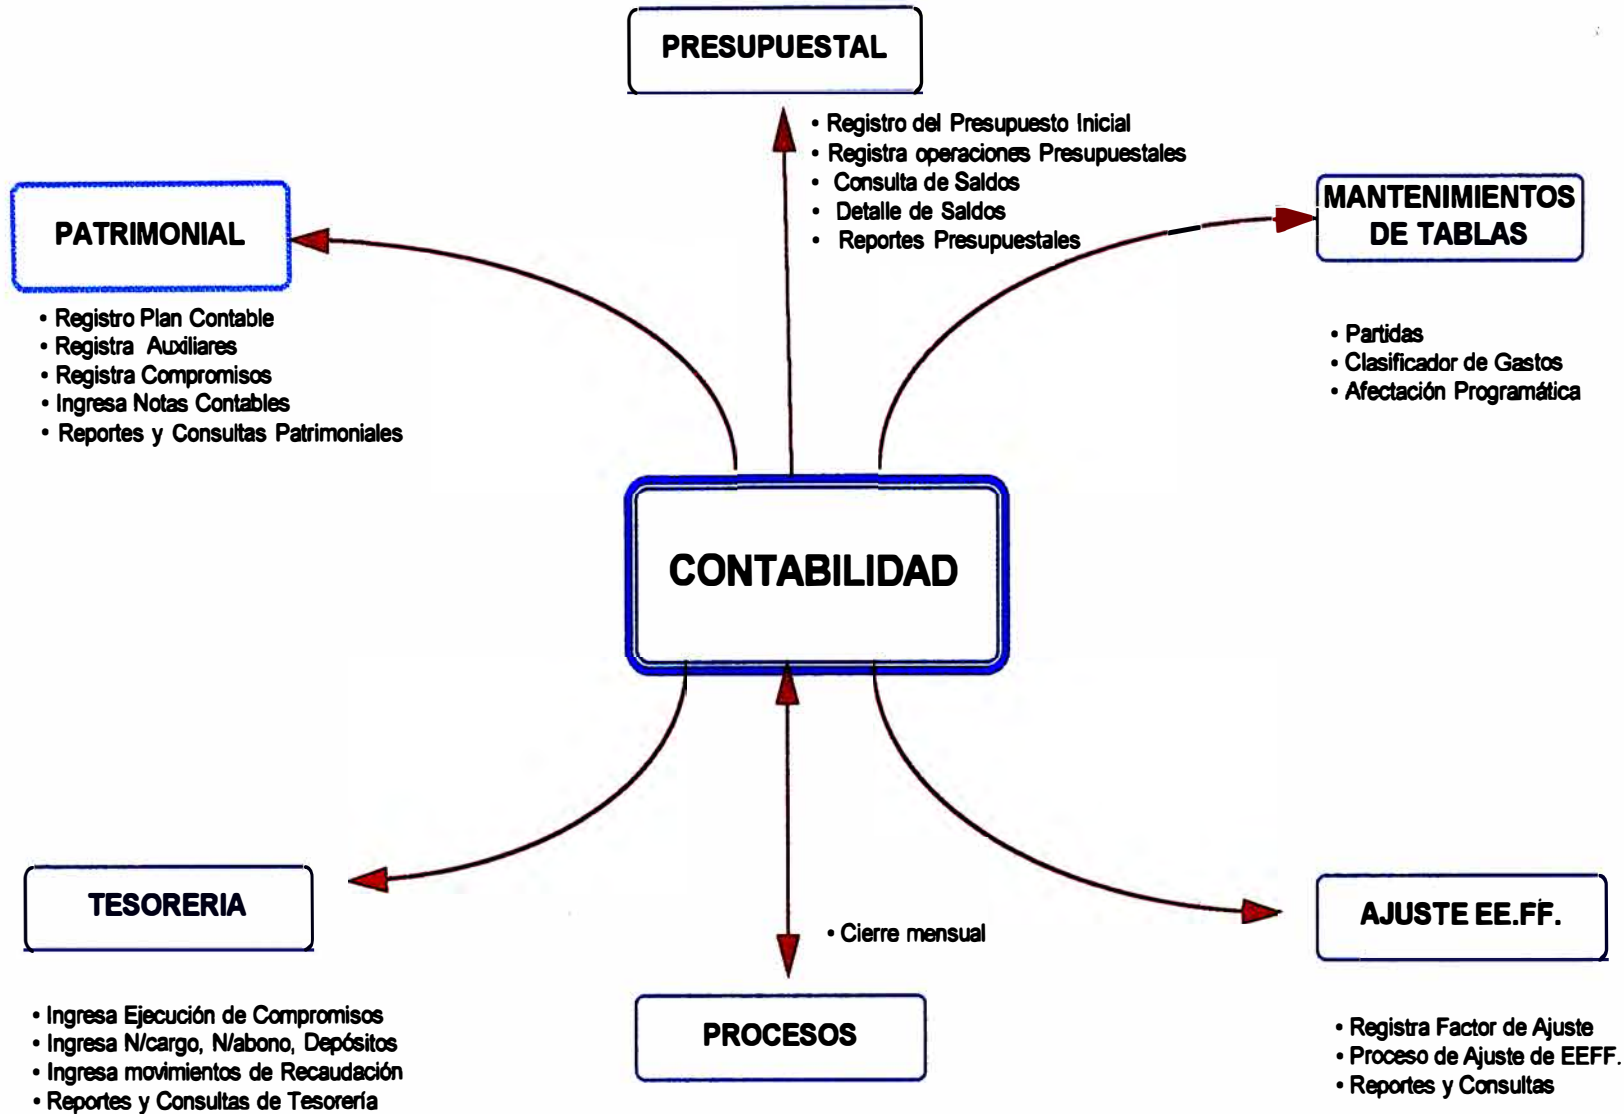 PRESUPUESTAL
• Registro del Presupuesto Inicial
• Registra operaciones Presupuestales
• Consulta de Saldos
• Detalle de Saldos
• Reportes Presupuestales
PATRIMONIAL
• Registro Plan Contable
• Registra Auxiliares
• Registra Compromisos
• Ingresa Notas Contables
• Reportes y Consultas Patrimoniales
MANTENIMIENTOS
DE TABLAS
• Partidas
• Clasificador de Gastos
• Afectación Programática
CONTABILIDAD
TESORERIA
• Ingresa Ejecución de Compromisos
• Ingresa N/cargo, N/abono, Depósitos
• Ingresa movimientos de Recaudación
• Reportes y Consultas de Tesorería
• Cierre mensual
PROCESOS
AJUSTE EE.FF.
• Registra Factor de Ajuste
• Proceso de Ajuste de EEFF.
• Reportes y Consultas